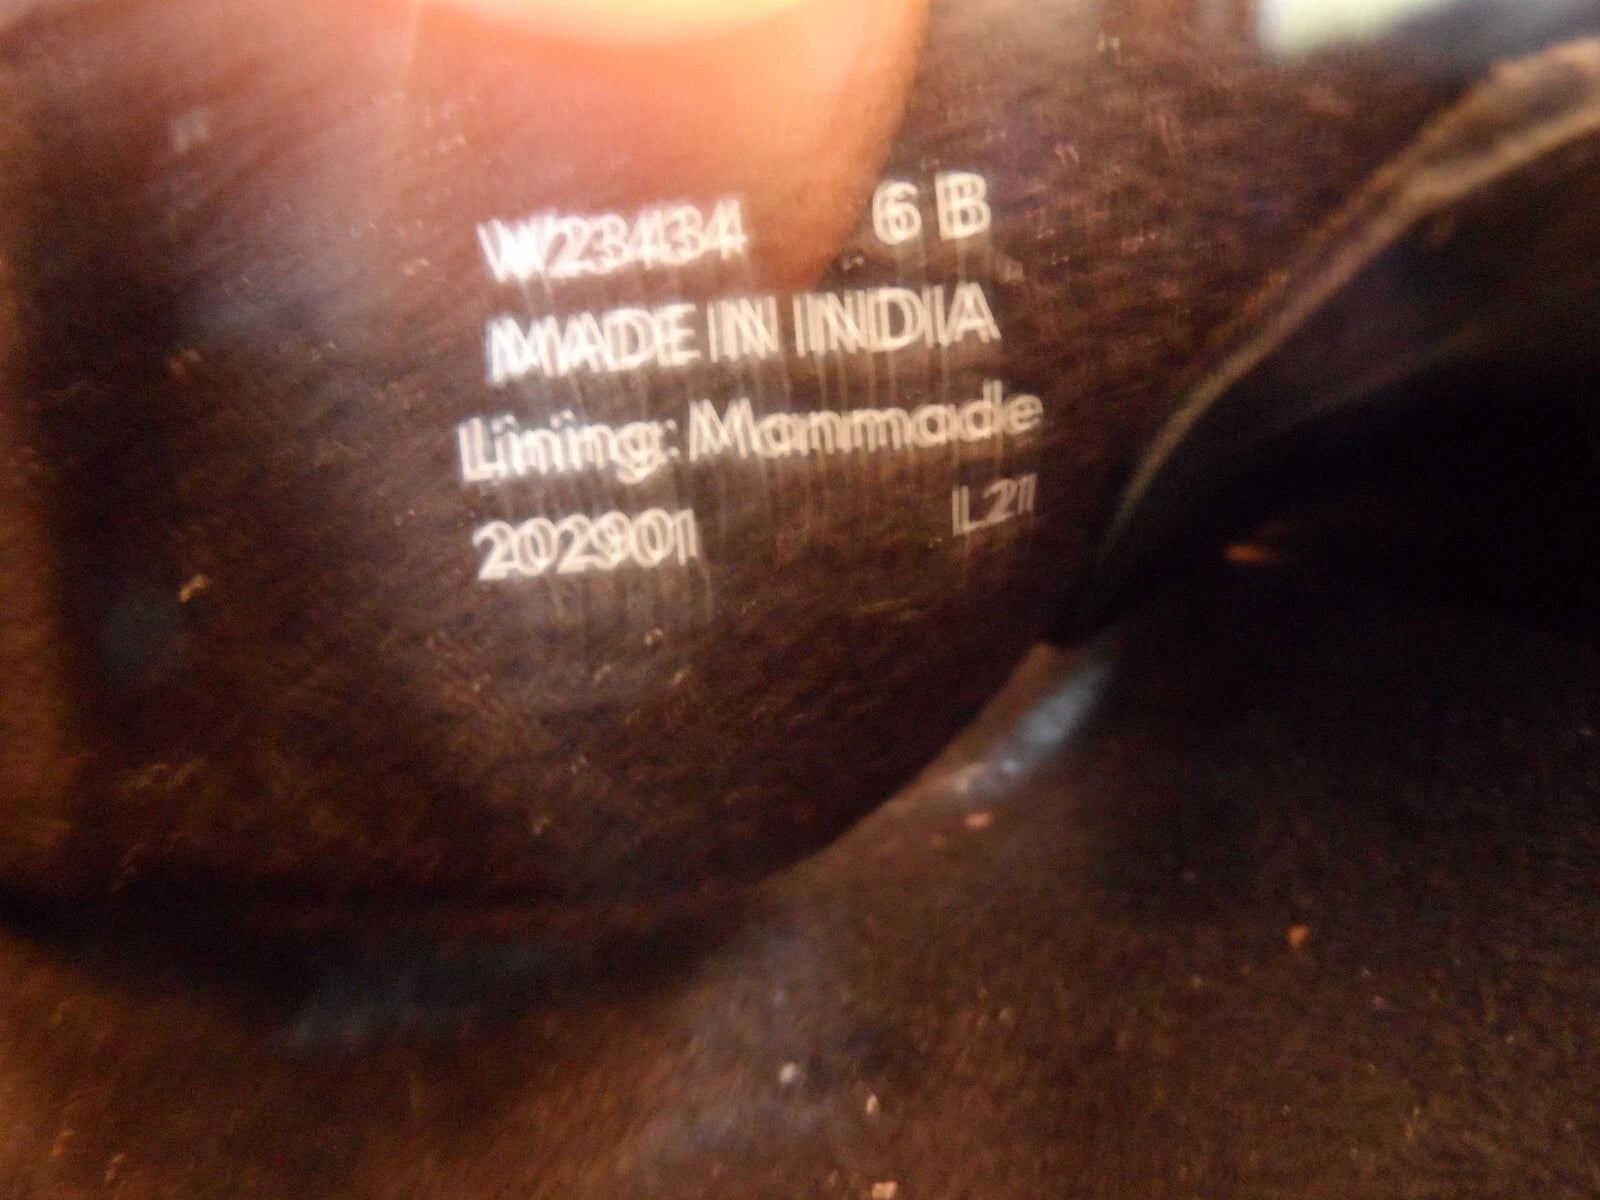 W23434 6 B
MADE IN INDIA
Lining: Manmade
202901 L21